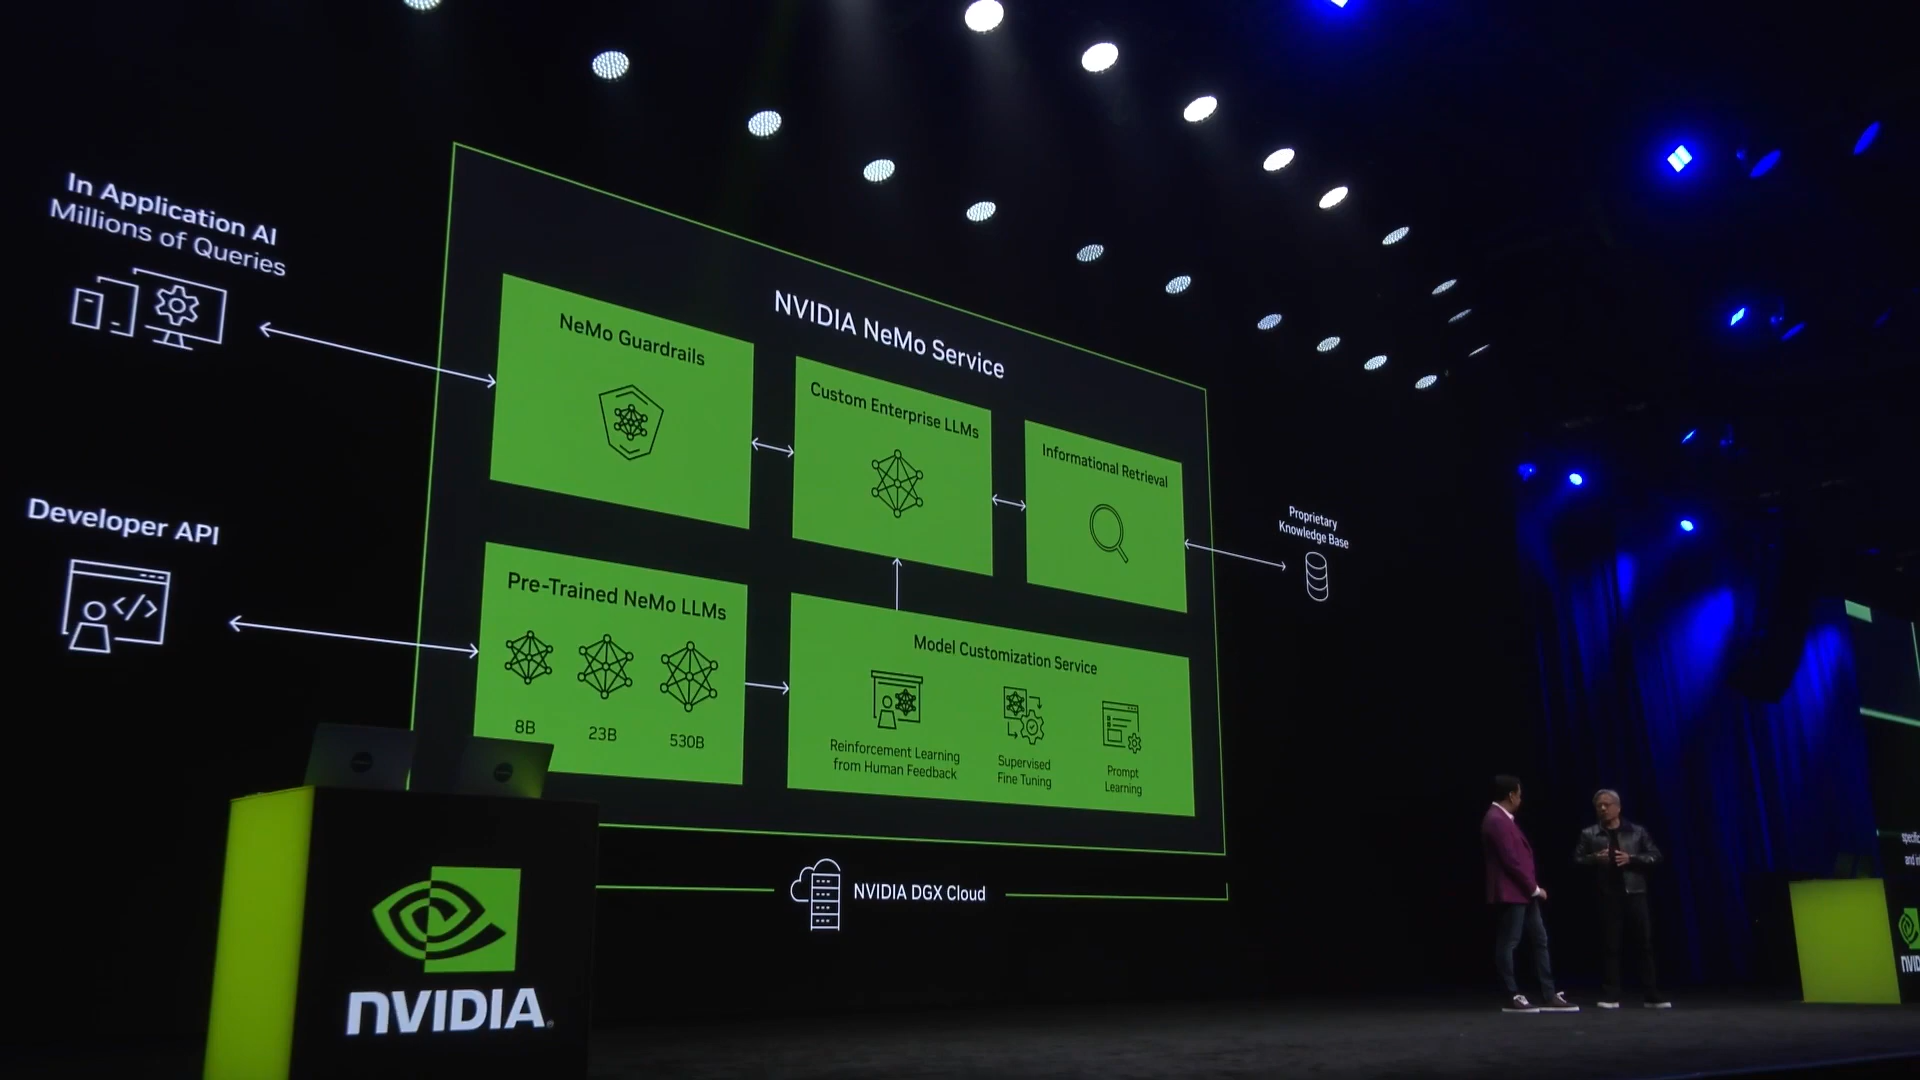 In Application AI
Millions of Queries
Developer API
NVIDIA NeMo Service
NeMo Guardrails
Custom Enterprise LLMs
Informational Retrieval
Proprietary
Knowledge Base
Pre-Trained NeMo LLMs
8B
23B
530B
Model Customization Service
Reinforcement Learning
from Human Feedback
Supervised
Fine Tuning
Prompt
Learning
NVIDIA DGX Cloud
NVIDIA